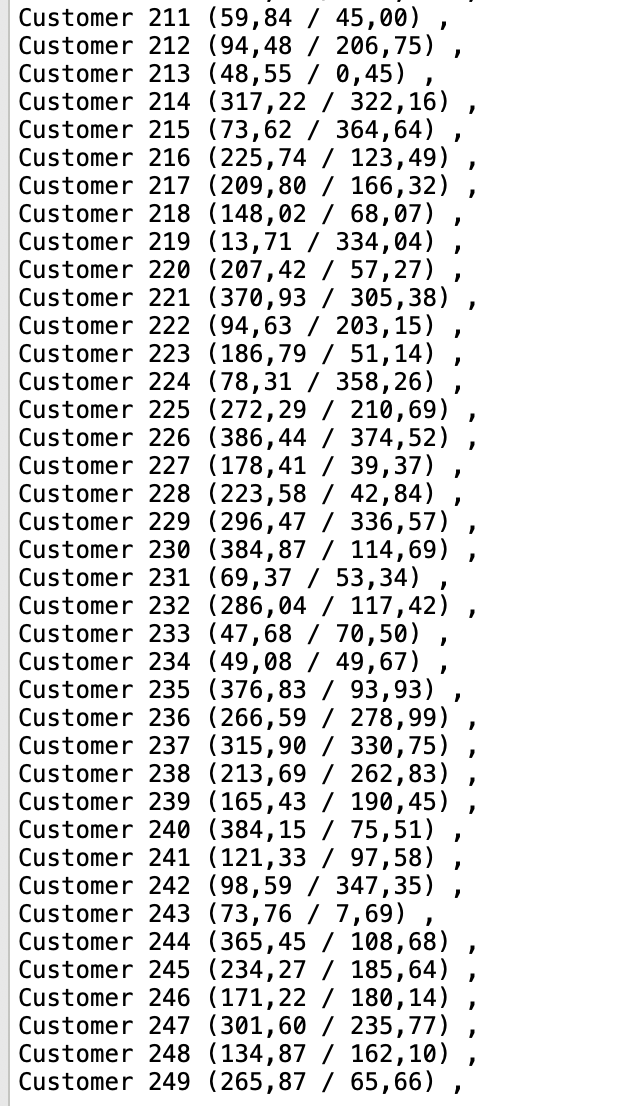 Customer 211 (59,84 / 45,00) ,
Customer 212 (94,48 / 206,75) ,
Customer 213 (48,55 / 0,45) ,
Customer 214 (317,22 / 322,16) ,
Customer 215 (73,62 / 364,64) ,
Customer 216 (225,74 / 123,49) ,
Customer 217 (209,80 / 166,32) ,
Customer 218 (148,02 / 68,07) ,
Customer 219 (13,71 / 334,04) ,
Customer 220 (207,42 / 57,27) ,
Customer 221 (370,93 / 305,38) ,
Customer 222 (94,63 / 203,15) ,
Customer 223 (186,79 / 51,14) ,
Customer 224 (78,31 / 358,26) ,
Customer 225 (272,29 / 210,69) ,
Customer 226 (386,44 / 374,52) ,
Customer 227 (178,41 / 39,37) ,
Customer 228 (223,58 / 42,84) ,
Customer 229 (296,47 / 336,57) ,
Customer 230 (384,87 / 114,69) ,
Customer 231 (69,37 / 53,34) ,
Customer 232 (286,04 / 117,42) ,
Customer 233 (47,68 / 70,50) ,
Customer 234 (49,08 / 49,67) ,
Customer 235 (376,83 / 93,93) ,
Customer 236 (266,59 / 278,99) ,
Customer 237 (315,90 / 330,75) ,
Customer 238 (213,69 / 262,83) ,
Customer 239 (165,43 / 190,45) ,
Customer 240 (384,15 / 75,51) ,
Customer 241 (121,33 / 97,58) ,
Customer 242 (98,59 / 347,35) ,
Customer 243 (73,76 / 7,69) ,
Customer 244 (365,45 / 108,68) ,
Customer 245 (234,27 / 185,64) ,
Customer 246 (171,22 / 180,14) ,
Customer 247 (301,60 / 235,77) ,
Customer 248 (134,87 / 162,10) ,
Customer 249 (265,87 / 65,66) ,